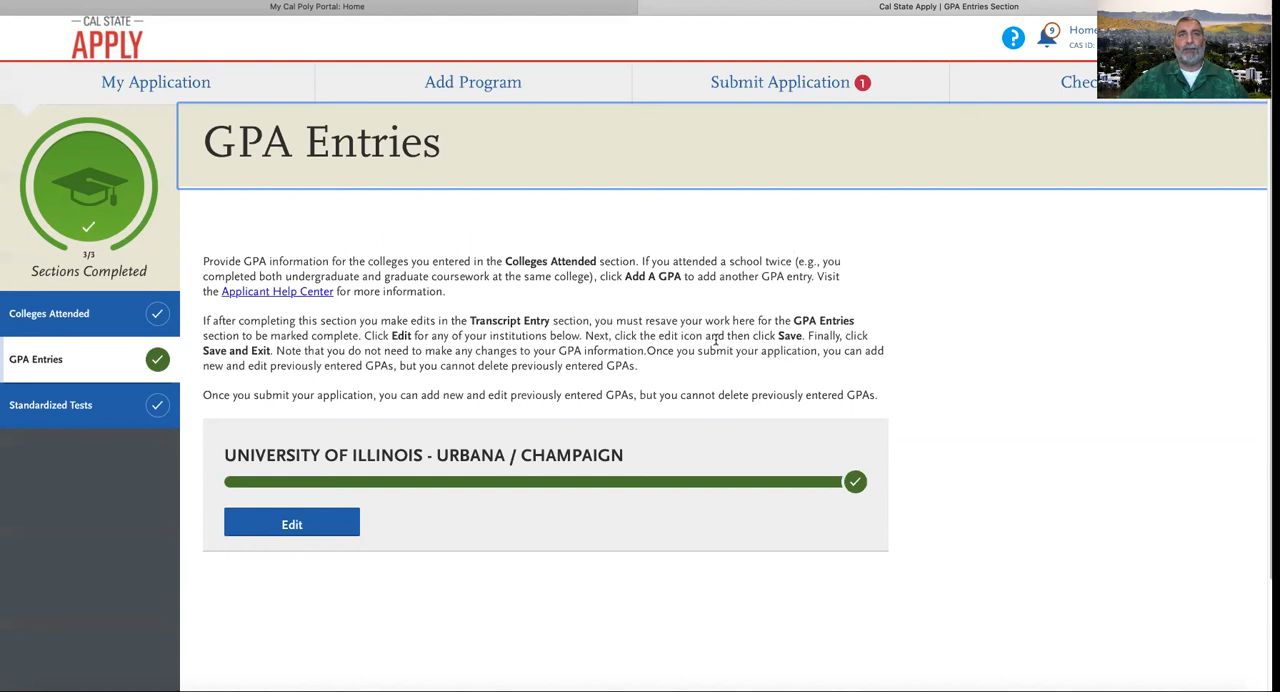 My Cal Poly Portal: Home
Cal State Apply | GPA Entries Section
— CAL STATE —
APPLY
?
9
Home
CAS ID:
My Application
Add Program
Submit Application 1
Chec
GPA Entries
3/3
Sections Completed
Colleges Attended
GPA Entries
Standardized Tests
Provide GPA information for the colleges you entered in the Colleges Attended section. If you attended a school twice (e.g., you
completed both undergraduate and graduate coursework at the same college), click Add A GPA to add another GPA entry. Visit
the Applicant Help Center for more information.
If after completing this section you make edits in the Transcript Entry section, you must resave your work here for the GPA Entries
section to be marked complete. Click Edit for any of your institutions below. Next, click the edit icon and then click Save. Finally, click
Save and Exit. Note that you do not need to make any changes to your GPA information.Once you submit your application, you can add
new and edit previously entered GPAs, but you cannot delete previously entered GPAs.
Once you submit your application, you can add new and edit previously entered GPAs, but you cannot delete previously entered GPAs.
UNIVERSITY OF ILLINOIS - URBANA / CHAMPAIGN
Edit